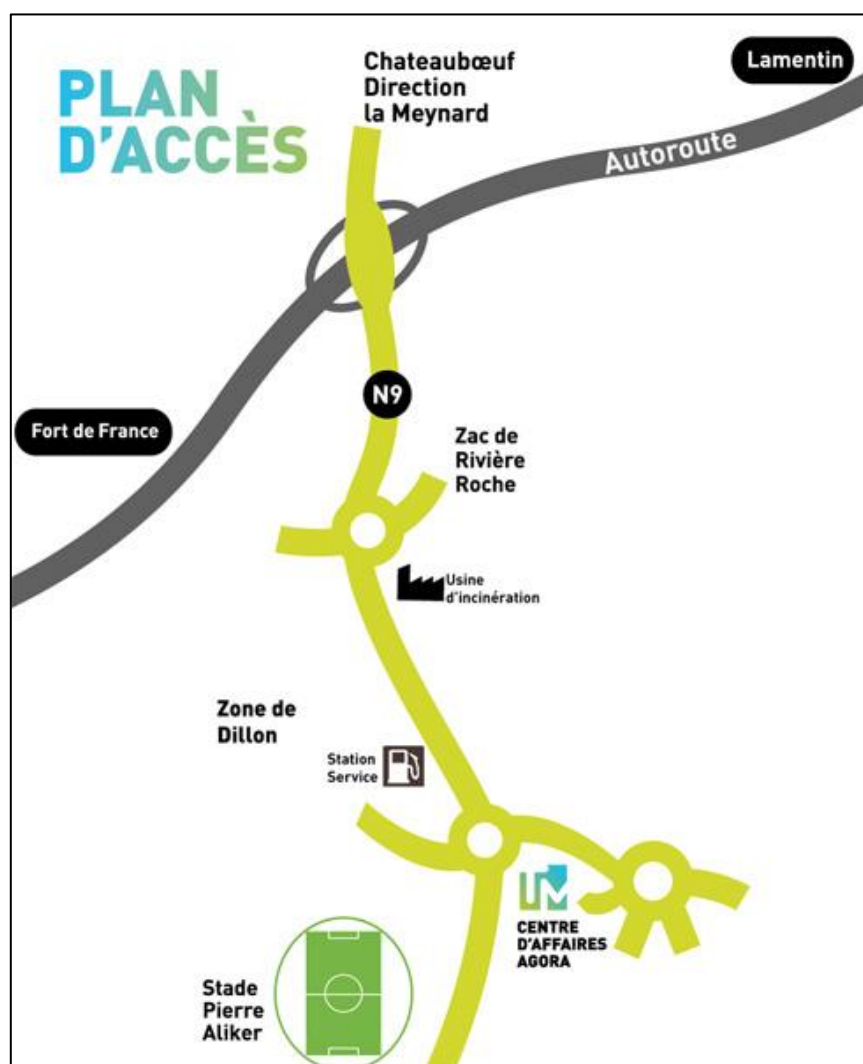 PLAN
D'ACCÈS
Chateaubœuf
Direction
la Meynard
Lamentin
Autoroute
N9
Fort de France
Zac de
Rivière
Roche
Usine
d'incinération
Zone de
Dillon
Station
Service
CENTRE
D'AFFAIRES
AGORA
Stade
Pierre
Aliker